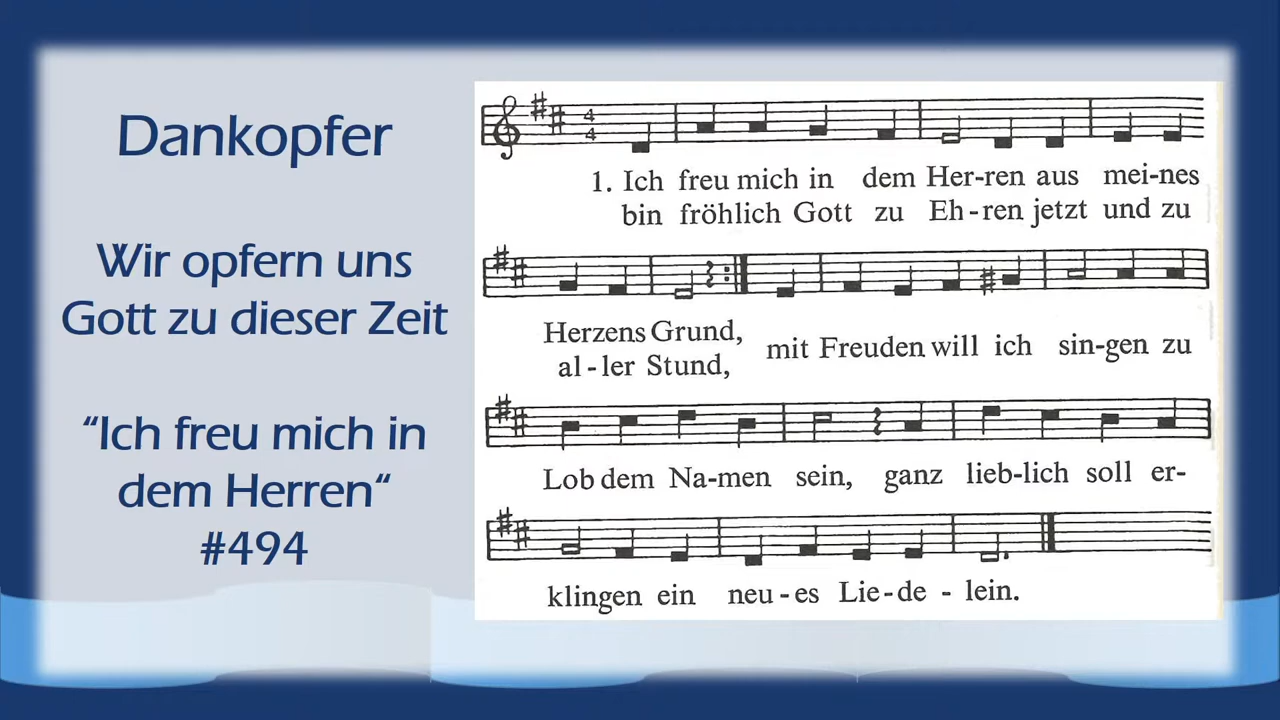 Dankopfer
Wir opfern uns
Gott zu dieser Zeit
“Ich freu mich in
dem Herren“
#494
4
4
1. Ich freu mich in dem Her-ren aus mei-nes
bin fröhlich Gott zu Eh-ren jetzt und zu
Herzens Grund,
al-ler Stund,
mit Freuden will ich sin-gen zu
Lob dem Na-men sein, ganz lieb-lich soll er-
klingen ein neu-es Lie-de-lein.